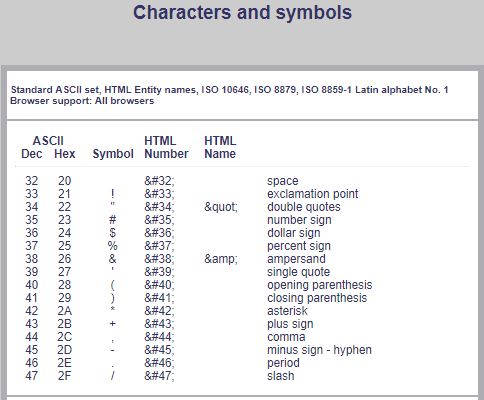 Characters and symbols
Standard ASCII set, HTML Entity names, ISO 10646, ISO 8879, ISO 8859-1 Latin alphabet No. 1
Browser support: All browsers
ASCII HTML HTML
Dec Hex Symbol Number Name
32 20 &#32; space
33 21 ! &#33; exclamation point
34 22 " &#34; &quot; double quotes
35 23 # &#35; number sign
36 24 $ &#36; dollar sign
37 25 % &#37; percent sign
38 26 & &#38; &amp; ampersand
39 27 ' &#39; single quote
40 28 ( &#40; opening parenthesis
41 29 ) &#41; closing parenthesis
42 2A * &#42; asterisk
43 2B + &#43; plus sign
44 2C , &#44; comma
45 2D - &#45; minus sign - hyphen
46 2E . &#46; period
47 2F / &#47; slash